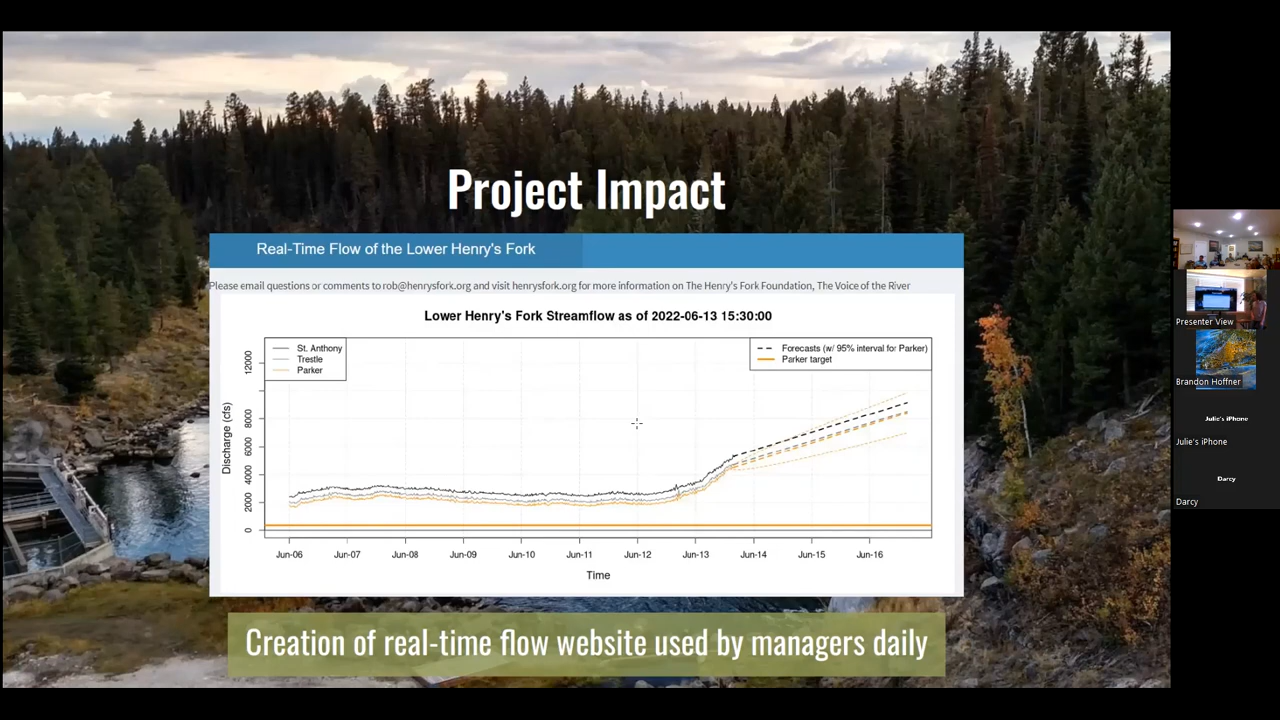 Project Impact
Real-Time Flow of the Lower Henry's Fork
Please email questions or comments to rob@henrysfork.org and visit henrysfork.org for more information on The Henry's Fork Foundation, The Voice of the River
Lower Henry's Fork Streamflow as of 2022-06-13 15:30:00
St. Anthony
Trestle
Parker
Forecasts (w/ 95% interval for Parker)
Parker target
Discharge (cfs)
12000
8000
6000
4000
2000
0
Jun-06 Jun-07 Jun-08 Jun-09 Jun-10 Jun-11 Jun-12 Jun-13 Jun-14 Jun-15 Jun-16
Time
Creation of real-time flow website used by managers daily
Presenter View
Brandon Hoffner
Julie's iPhone
Julie's iPhone
Darcy
Darcy